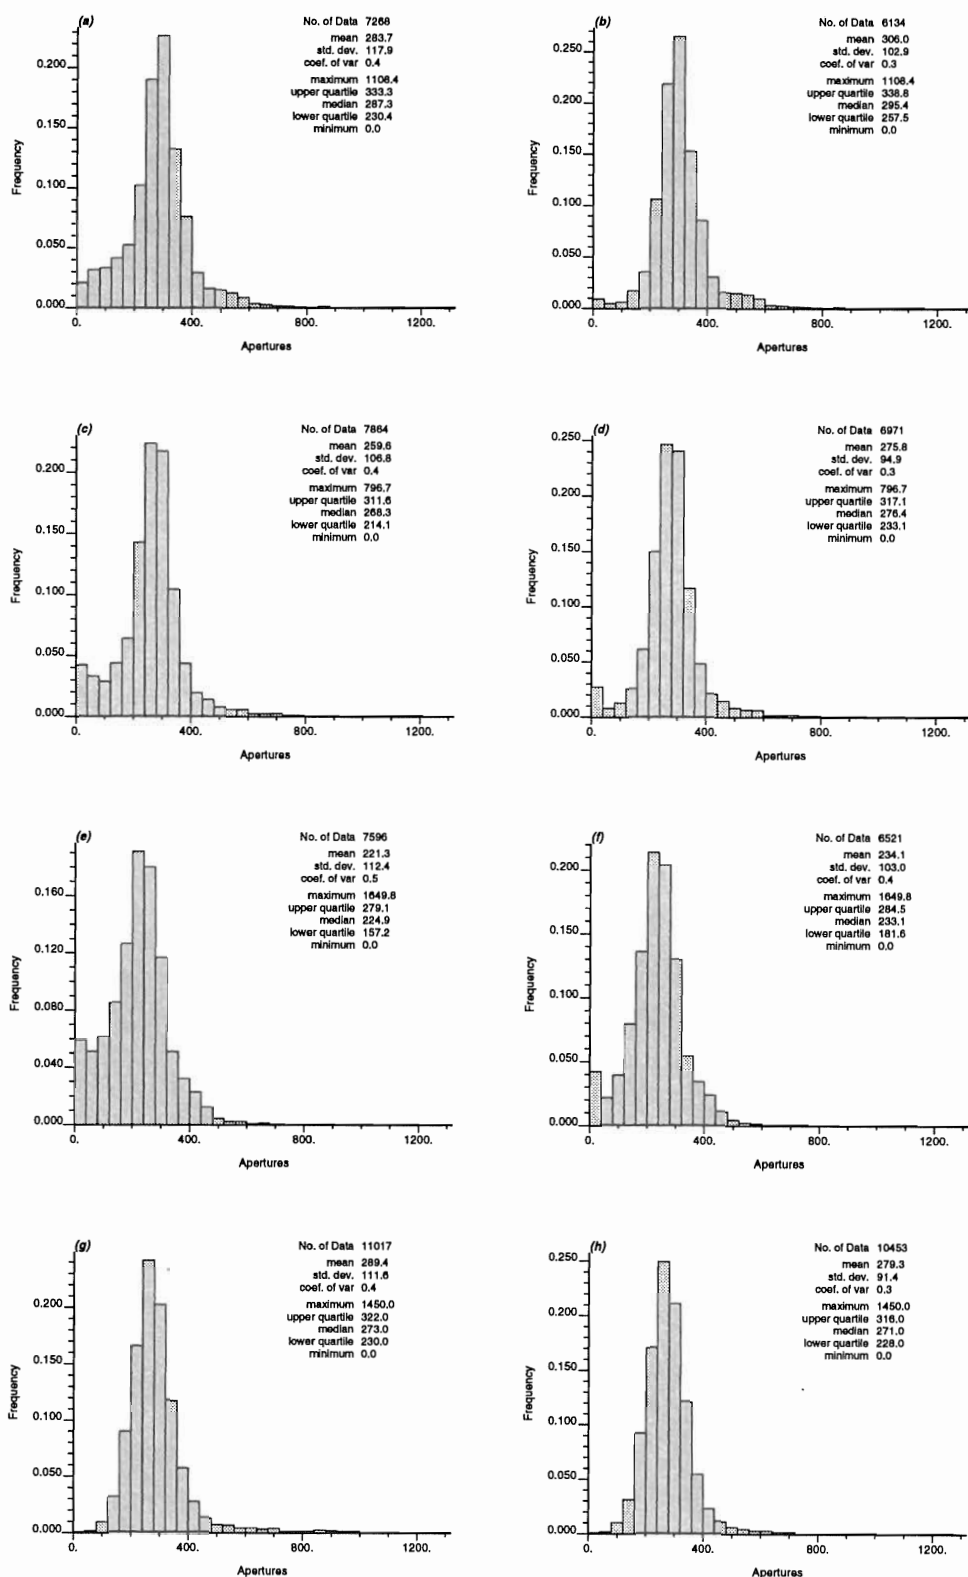 (a)
No. of Data 7268
mean 283.7
std. dev. 117.9
coef. of var 0.4
maximum 1108.4
upper quartile 333.3
median 287.3
lower quartile 230.4
minimum 0.0
Frequency
0.200
0.150
0.100
0.050
0.000
0. 400. 800. 1200.
Apertures
(b)
No. of Data 6134
mean 306.0
std. dev. 102.9
coef. of var 0.3
maximum 1108.4
upper quartile 338.8
median 295.4
lower quartile 257.5
minimum 0.0
Frequency
0.250
0.200
0.150
0.100
0.050
0.000
0. 400. 800. 1200.
Apertures
(c)
No. of Data 7864
mean 259.6
std. dev. 106.8
coef. of var 0.4
maximum 796.7
upper quartile 311.6
median 268.3
lower quartile 214.1
minimum 0.0
Frequency
0.200
0.150
0.100
0.050
0.000
0. 400. 800. 1200.
Apertures
(d)
No. of Data 6971
mean 275.8
std. dev. 94.9
coef. of var 0.3
maximum 796.7
upper quartile 317.1
median 276.4
lower quartile 233.1
minimum 0.0
Frequency
0.250
0.200
0.150
0.100
0.050
0.000
0. 400. 800. 1200.
Apertures
(e)
No. of Data 7596
mean 221.3
std. dev. 112.4
coef. of var 0.5
maximum 1649.8
upper quartile 279.1
median 224.9
lower quartile 157.2
minimum 0.0
Frequency
0.160
0.120
0.080
0.040
0.000
0. 400. 800. 1200.
Apertures
(f)
No. of Data 6521
mean 234.1
std. dev. 103.0
coef. of var 0.4
maximum 1649.8
upper quartile 284.5
median 233.1
lower quartile 181.6
minimum 0.0
Frequency
0.200
0.150
0.100
0.050
0.000
0. 400. 800. 1200.
Apertures
(g)
No. of Data 11017
mean 289.4
std. dev. 111.6
coef. of var 0.4
maximum 1450.0
upper quartile 322.0
median 273.0
lower quartile 230.0
minimum 0.0
Frequency
0.200
0.150
0.100
0.050
0.000
0. 400. 800. 1200.
Apertures
(h)
No. of Data 10453
mean 279.3
std. dev. 91.4
coef. of var 0.3
maximum 1450.0
upper quartile 316.0
median 271.0
lower quartile 228.0
minimum 0.0
Frequency
0.250
0.200
0.150
0.100
0.050
0.000
0. 400. 800. 1200.
Apertures